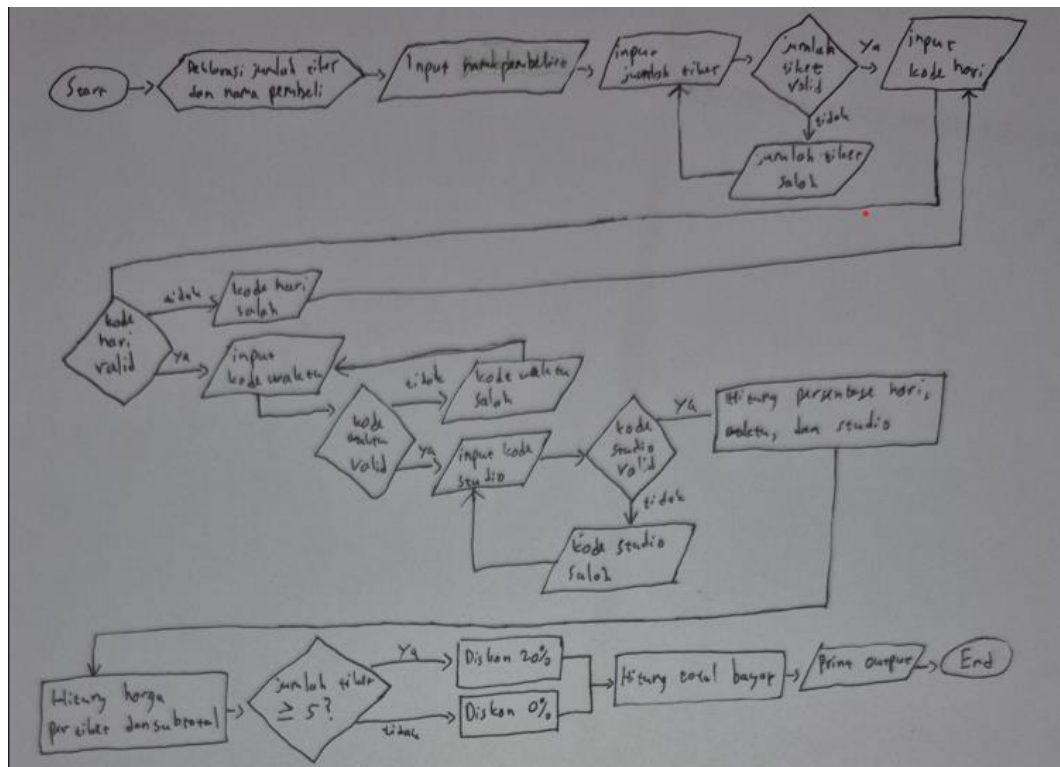 Start
Deklarasi jumlah tiket
dan nama pembeli
Input
input
jumlah tiket
jumlah
tiket
valid
Ya
input
kode hari
tidak
jumlah tiket
salah
kode
hari
valid
tidak
kode hari
salah
Ya
input
kode waktu
kode
waktu
valid
tidak
kode waktu
salah
Ya
input kode
studio
kode
studio
valid
YA
Hitung persentase hari,
waktu, dan studio
tidak
kode studio
salah
Hitung harga
per tiket dan subtotal
jumlah tiket
≥ 5?
Ya
Diskon 20%
tidak
Diskon 0%
Hitung total bayar
print output
End